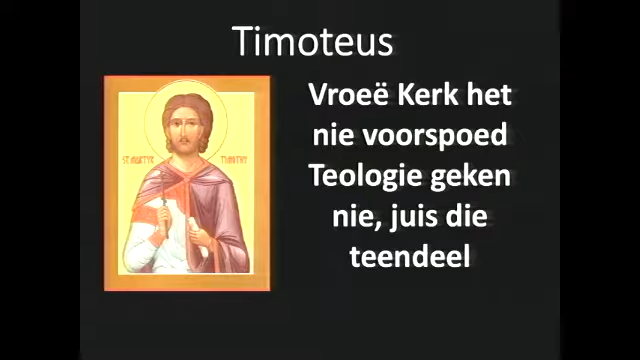 Timoteus
Vroeë Kerk het
nie voorspoed
Teologie geken
nie, juis die
teendeel